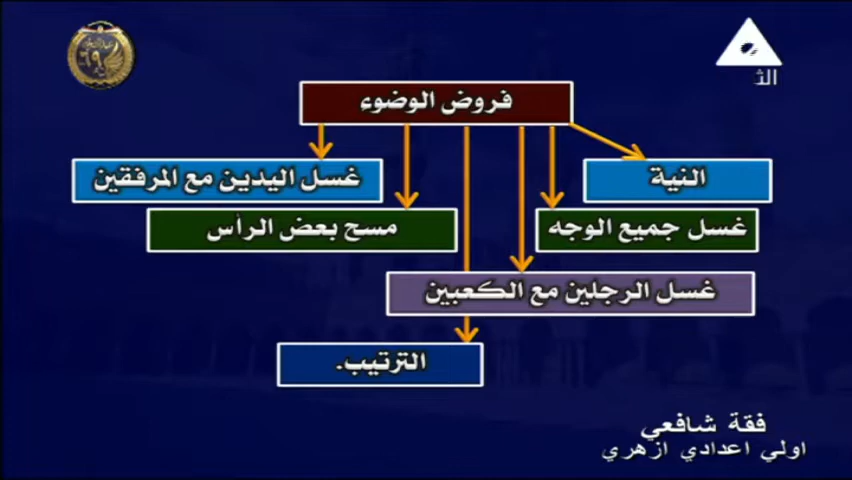 فروض الوضوء
النية
غسل اليدين مع المرفقين
غسل جميع الوجه
مسح بعض الرأس
غسل الرجلين مع الكعبين
الترتيب.
فقة شافعي
اولي اعدادي ازهري